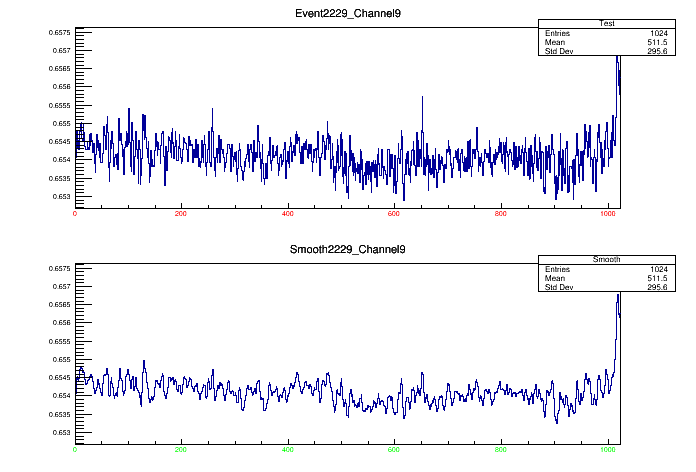 Event2229_Channel9
Test
Entries 1024
Mean 511.5
Std Dev 295.6
0.657
0.6565
0.656
0.6555
0.655
0.6545
0.654
0.6535
0.653
0 200 400 600 800 1000
Smooth2229_Channel9
Smooth
Entries 1024
Mean 511.5
Std Dev 295.6
0.6575
0.657
0.6565
0.656
0.6555
0.655
0.6545
0.654
0.6535
0.653
0 200 400 600 800 1000